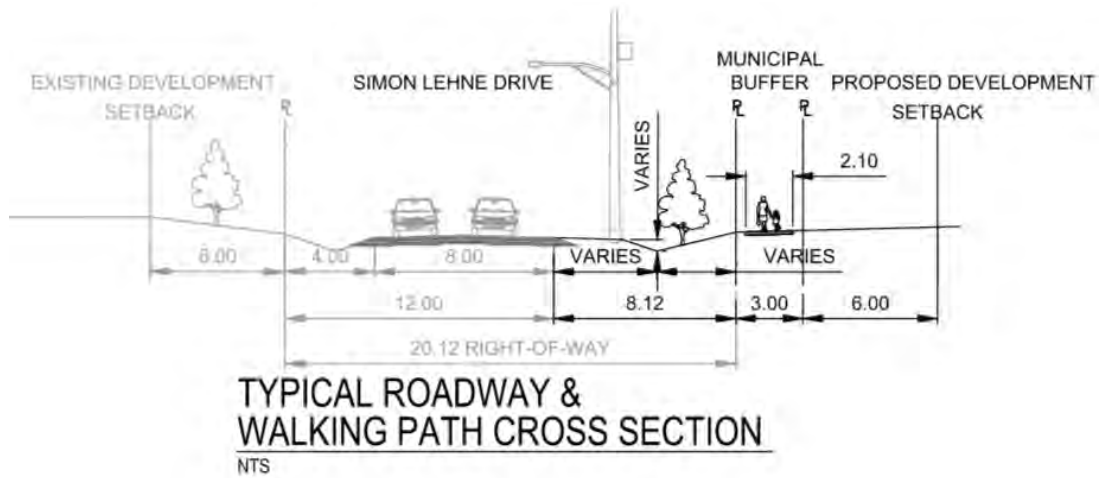 EXISTING DEVELOPMENT
SETBACK
SIMON LEHNE DRIVE
MUNICIPAL
BUFFER
PROPOSED DEVELOPMENT
SETBACK
℄
℄
℄
VARIES
2.10
6.00
4.00
8.00
VARIES
VARIES
12.00
8.12
3.00
6.00
20.12 RIGHT-OF-WAY
TYPICAL ROADWAY &
WALKING PATH CROSS SECTION
NTS